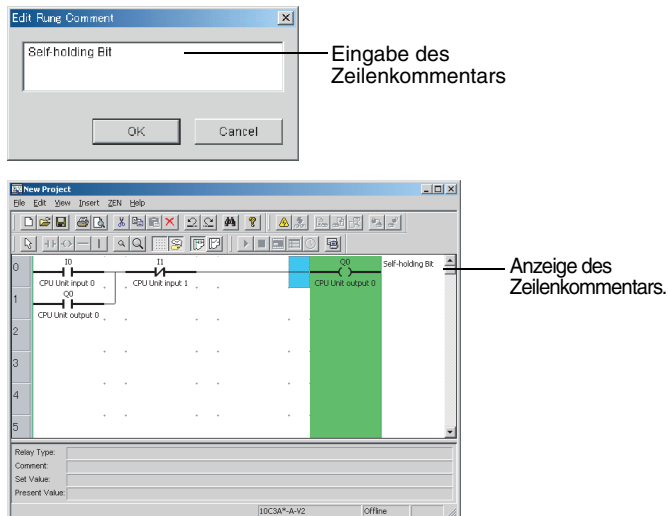 Edit Rung Comment
Self-holding Bit
Eingabe des
Zeilenkommentars
OK
Cancel
New Project
File Edit View Insert ZEN Help
0
I0
I1
Q0
Self-holding Bit
CPU Unit input 0
CPU Unit input 1
CPU Unit output 0
Anzeige des
Zeilenkommentars.
1
Q0
CPU Unit output 0
2
3
4
5
Relay Type:
Comment:
Set Value:
Present Value:
10C3A*-A-V2
Offline